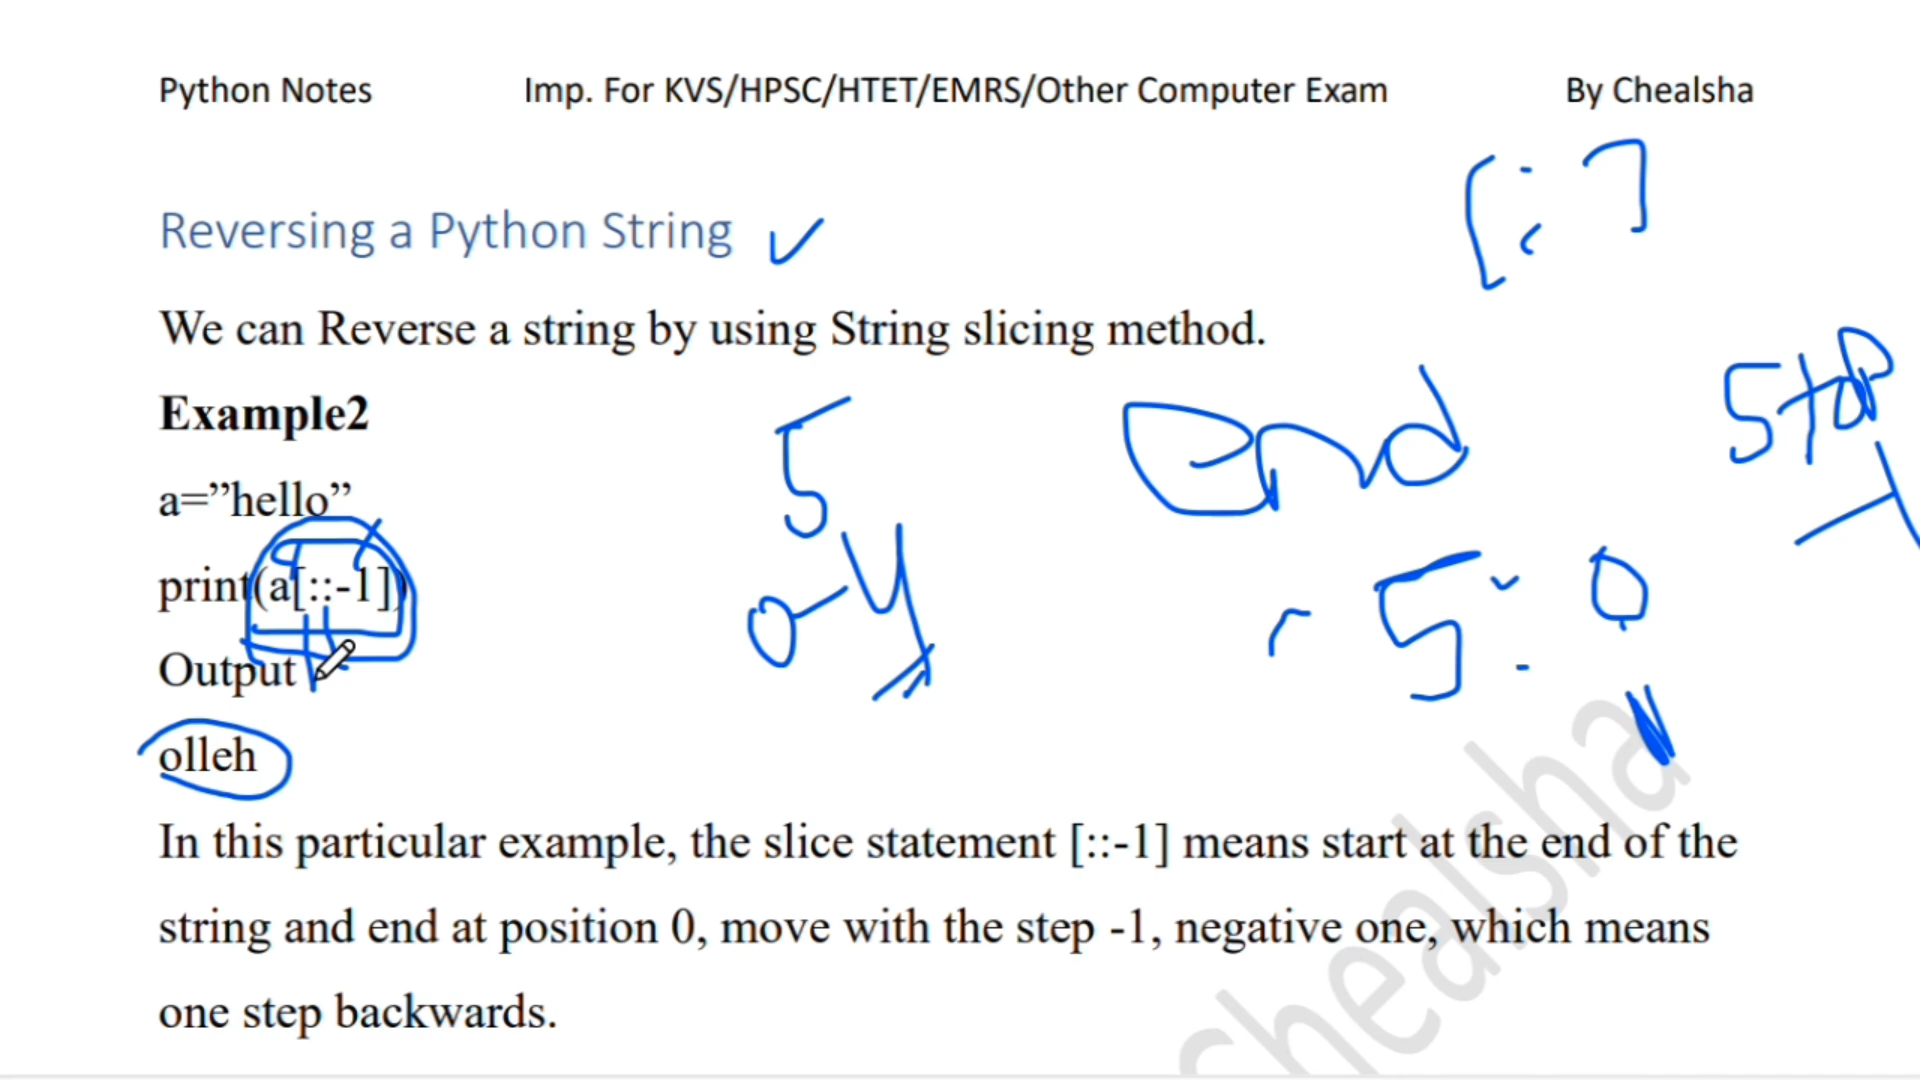 Python Notes Imp. For KVS/HPSC/HTET/EMRS/Other Computer Exam By Chealsha
[:]
Reversing a Python String
We can Reverse a string by using String slicing method.
Example2
a=”hello”
5
end
print(a[::-1])
0
5:0
Output
olleh
In this particular example, the slice statement [::-1] means start at the end of the
string and end at position 0, move with the step -1, negative one, which means
one step backwards.
chealsha